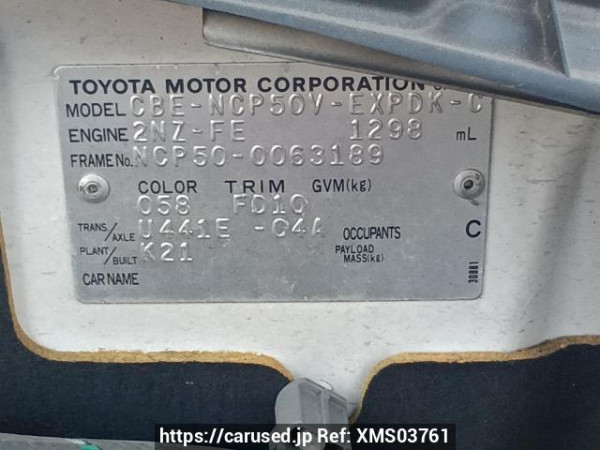 TOYOTA MOTOR CORPORATION
MODEL CBE-NCP50V-EXPDK-C
ENGINE 2NZ-FE 1298 mL
FRAME No. NCP50-0063189
COLOR TRIM GVM(kg)
058 FD10
TRANS./AXLE U441E -04A OCCUPANTS C
PLANT/BUILT K21 PAYLOAD MASS(kg)
CAR NAME
30881
https://carused.jp Ref: XMS03761